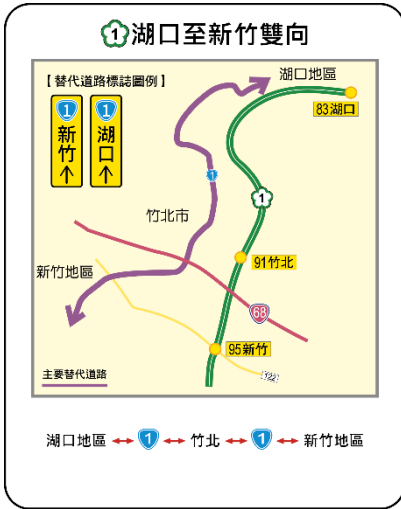 1 湖口至新竹雙向
【替代道路標誌圖例】
1 新竹↑
1 湖口↑
湖口地區
83湖口
1
1
竹北市
91竹北
新竹地區
68
95新竹
122
主要替代道路
湖口地區 ↔ 1 ↔ 竹北 ↔ 1 ↔ 新竹地區